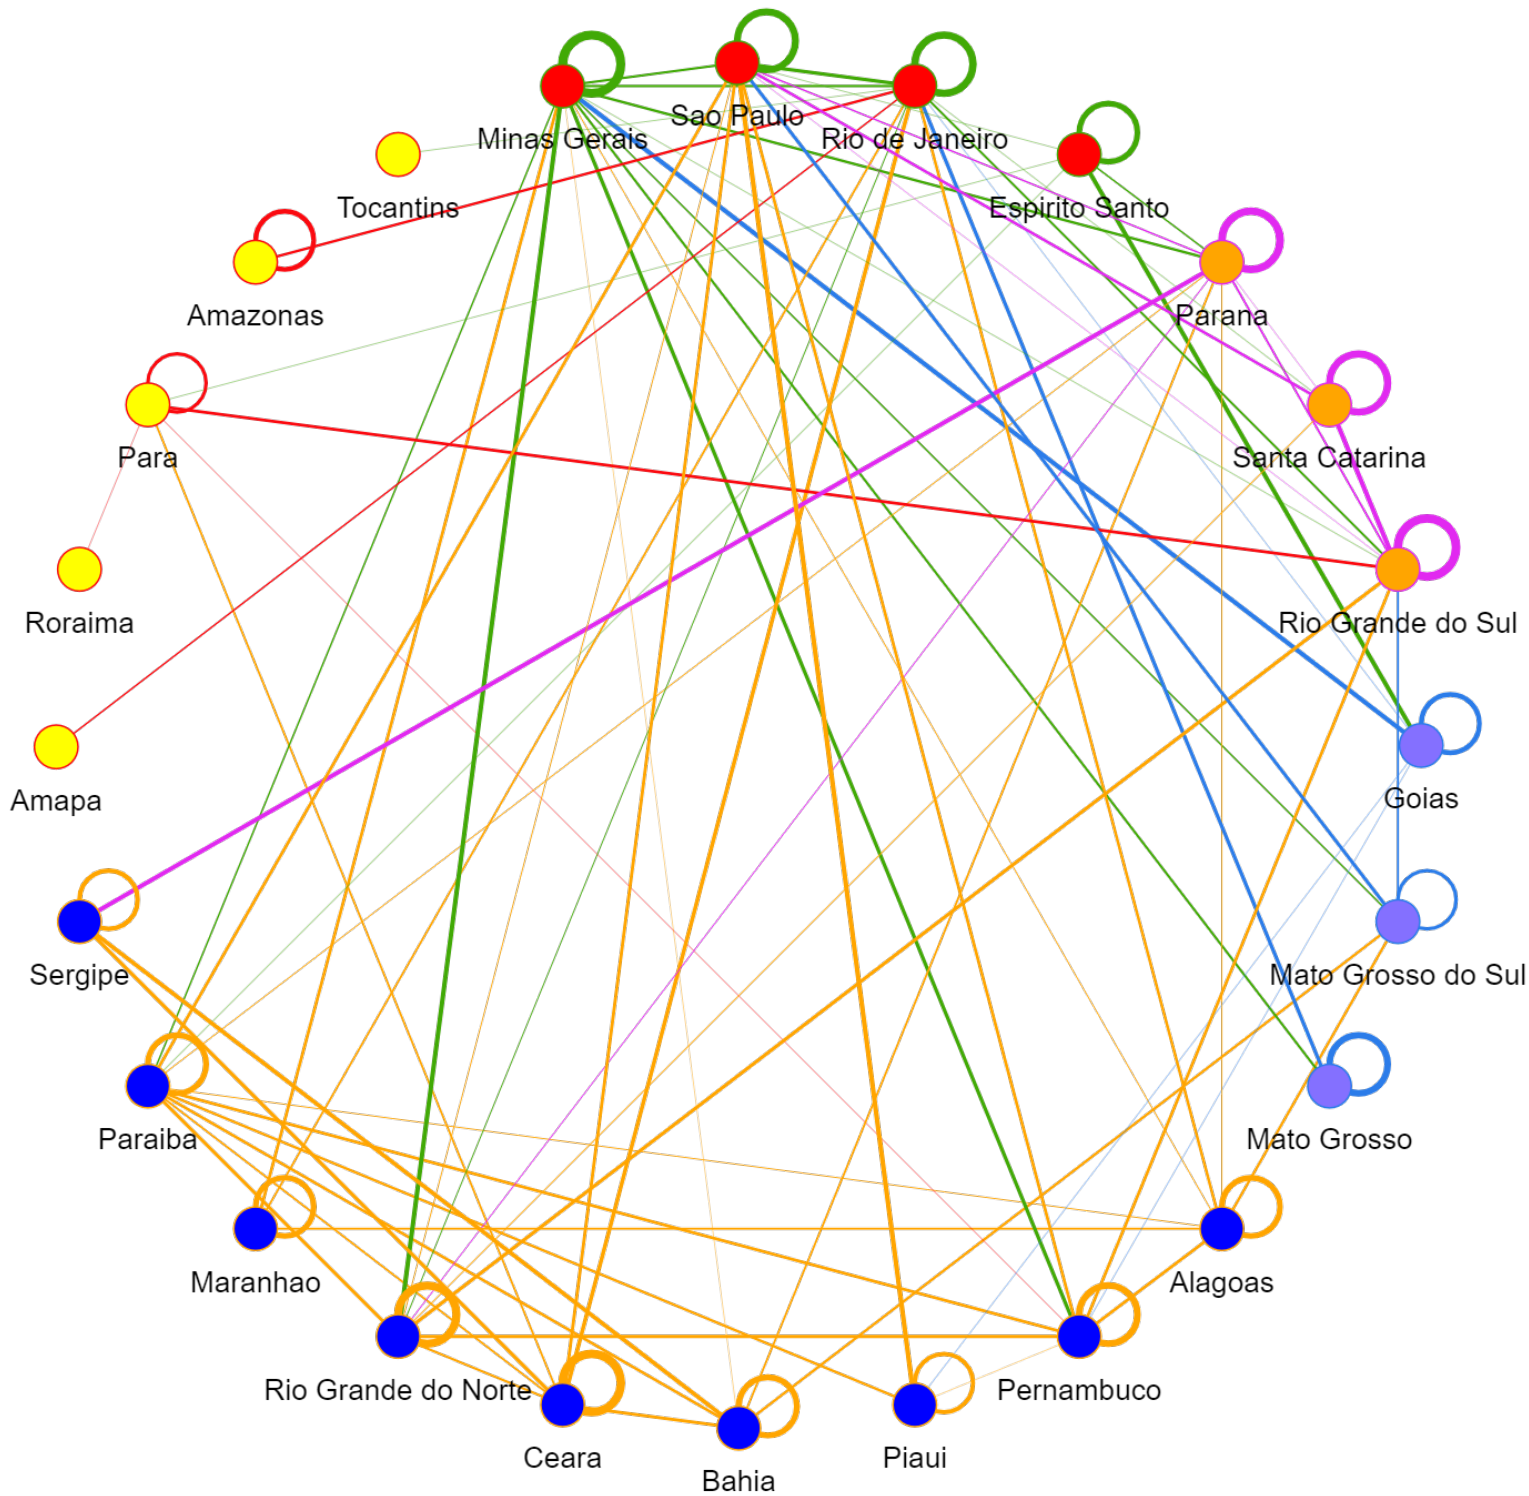 Sao Paulo
Minas Gerais
Rio de Janeiro
Tocantins
Espirito Santo
Amazonas
Parana
Para
Santa Catarina
Roraima
Rio Grande do Sul
Amapa
Goias
Sergipe
Mato Grosso do Sul
Paraiba
Mato Grosso
Maranhao
Alagoas
Rio Grande do Norte
Pernambuco
Ceara
Piaui
Bahia